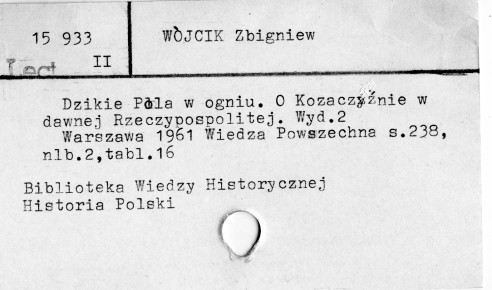 15 933
WÓJCIK Zbigniew
Lect.
II
Dzikie Pola w ogniu. O Kozaczyźnie w
dawnej Rzeczypospolitej. Wyd.2
Warszawa 1961 Wiedza Powszechna s.238,
nlb.2,tabl.16
Biblioteka Wiedzy Historycznej
Historia Polski